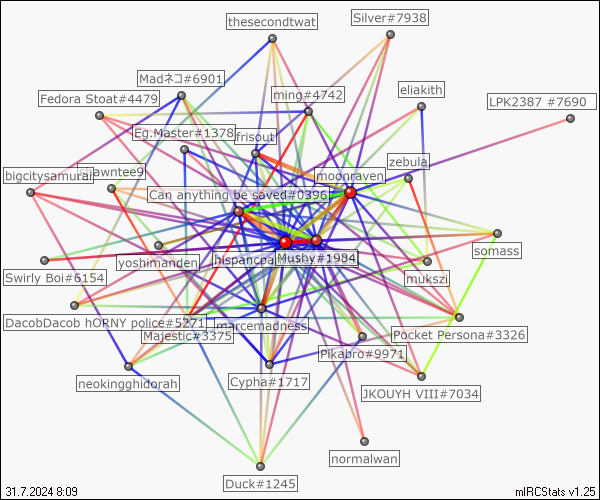 thesecondtwat
Silver#7938
Madネコ#6901
ming#4742
eliakith
Fedora Stoat#4479
LPK2387 #7690
Eg.Master#1378
frisout
zebula
bigcitysamurai
moonraven
Can anything be saved#0396
somass
yoshimanden
Mushy#1984
Swirly Boi#6154
mukszi
DacobDacob hORNY police#5271
marcemadness
Majestic#3375
Pocket Persona#3326
Pikabro#9971
neokingghidorah
Cypha#1717
JKOUYH VIII#7034
normalwan
Duck#1245
31.7.2024 8:09
mIRCStats v1.25